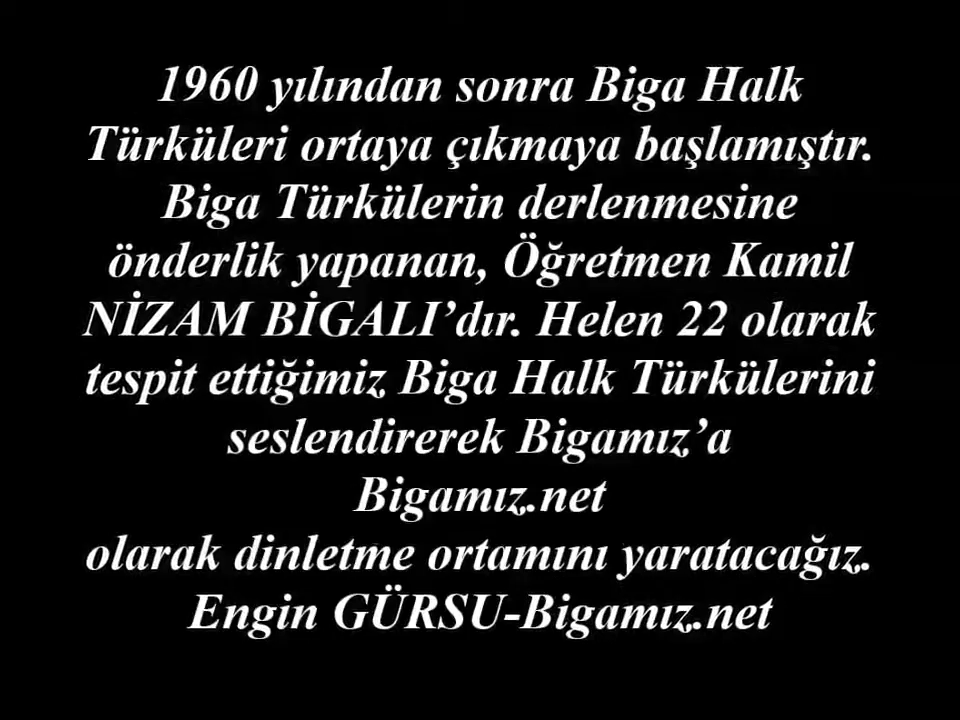 1960 yılından sonra Biga Halk
Türküleri ortaya çıkmaya başlamıştır.
Biga Türkülerin derlenmesine
önderlik yapanan, Öğretmen Kamil
NİZAM BİGALI’dır. Helen 22 olarak
tespit ettiğimiz Biga Halk Türkülerini
seslendirerek Bigamız’a
Bigamız.net
olarak dinletme ortamını yaratacağız.
Engin GÜRSU-Bigamız.net